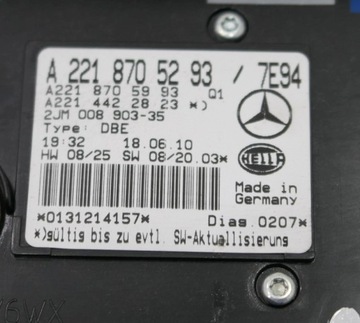 A 221 870 52 93 / 7E94
A221 870 59 93 Q1
A221 442 28 23 *)
2JM 008 903-35
Type: DBE
19:32 18.06.10
HW 08/25 SW 08/20.03*
HELLA
Made in
Germany
*0131214157* Diag.0207*
*)gültig bis zu evtl. SW-Aktuallisierung